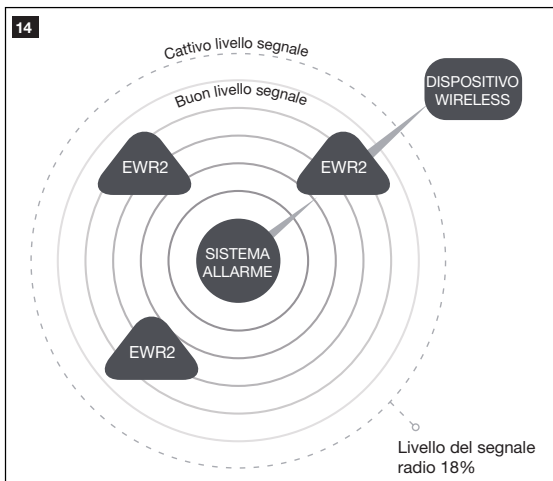 14
Cattivo livello segnale
Buon livello segnale
DISPOSITIVO
WIRELESS
EWR2
EWR2
SISTEMA
ALLARME
EWR2
Livello del segnale
radio 18%